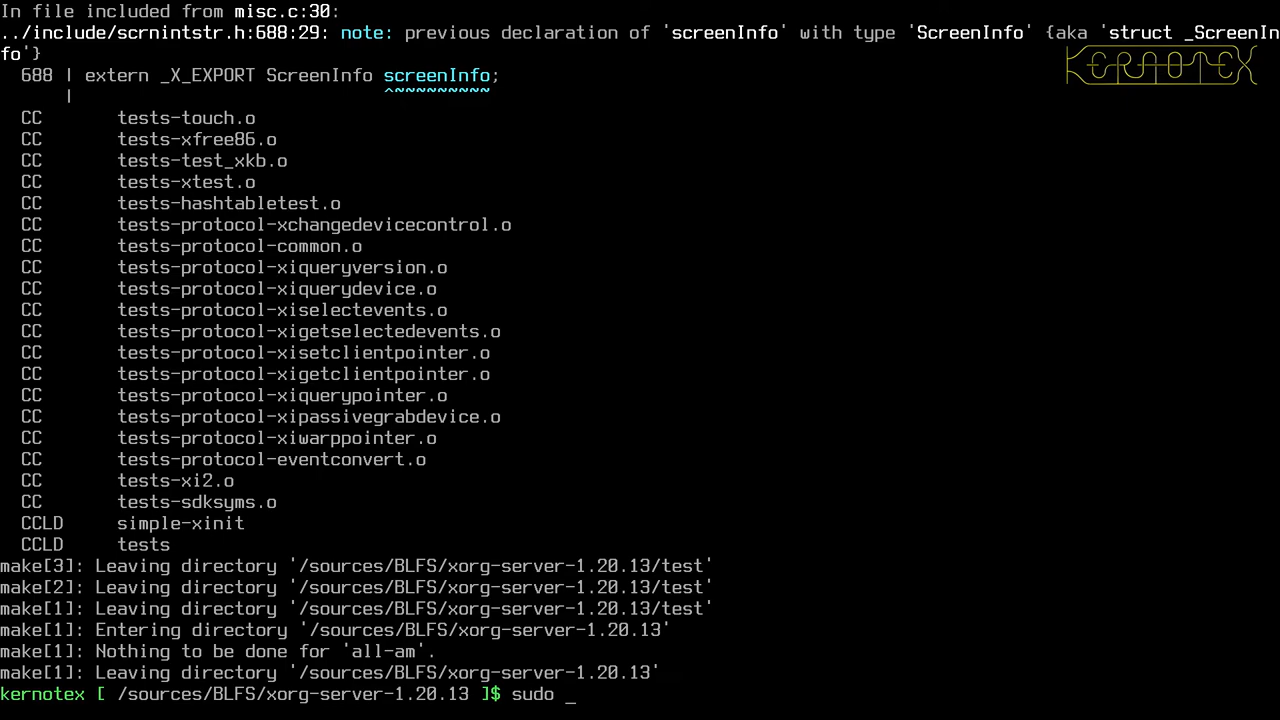 In file included from misc.c:30:
../include/scrnintstr.h:688:29: note: previous declaration of 'screenInfo' with type 'ScreenInfo' {aka 'struct _ScreenIn
fo'}
KERNOTEX
688 | extern _X_EXPORT ScreenInfo screenInfo;
| ^~~~~~~~~~
CC tests-touch.o
CC tests-xfree86.o
CC tests-test_xkb.o
CC tests-xtest.o
CC tests-hashtabletest.o
CC tests-protocol-xchangedevicecontrol.o
CC tests-protocol-common.o
CC tests-protocol-xiqueryversion.o
CC tests-protocol-xiquerydevice.o
CC tests-protocol-xiselectevents.o
CC tests-protocol-xigetselectedevents.o
CC tests-protocol-xisetclientpointer.o
CC tests-protocol-xigetclientpointer.o
CC tests-protocol-xiquerypointer.o
CC tests-protocol-xipassivegrabdevice.o
CC tests-protocol-xiwarppointer.o
CC tests-protocol-eventconvert.o
CC tests-xi2.o
CC tests-sdksyms.o
CCLD simple-xinit
CCLD tests
make[3]: Leaving directory '/sources/BLFS/xorg-server-1.20.13/test'
make[2]: Leaving directory '/sources/BLFS/xorg-server-1.20.13/test'
make[1]: Leaving directory '/sources/BLFS/xorg-server-1.20.13/test'
make[1]: Entering directory '/sources/BLFS/xorg-server-1.20.13'
make[1]: Nothing to be done for 'all-am'.
make[1]: Leaving directory '/sources/BLFS/xorg-server-1.20.13'
kernotex [ /sources/BLFS/xorg-server-1.20.13 ]$ sudo _